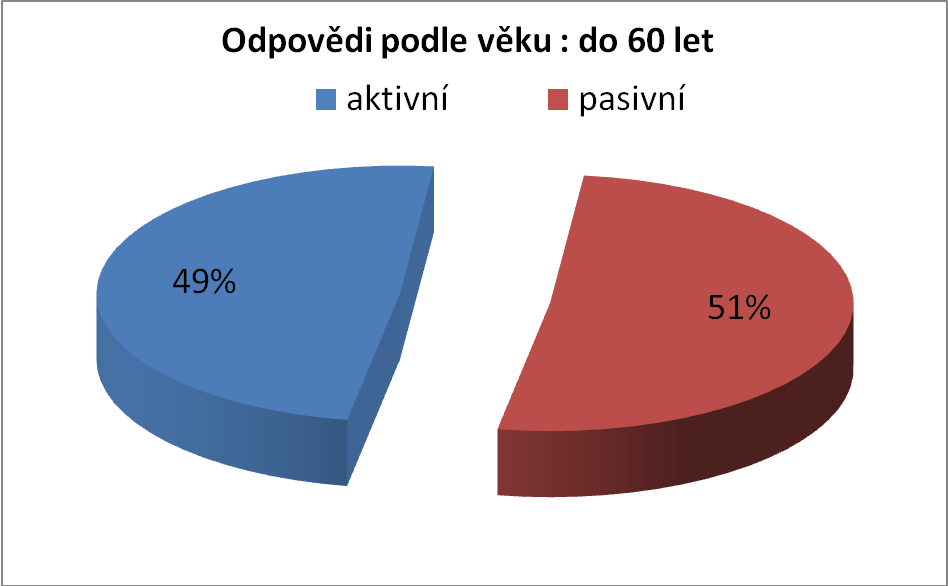 Odpovědi podle věku : do 60 let
aktivní pasivní
49%
51%